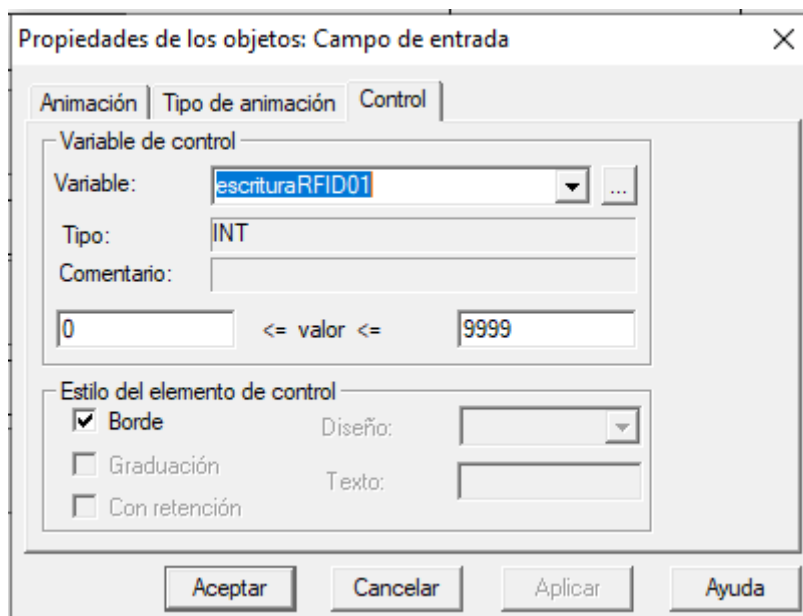 Propiedades de los objetos: Campo de entrada
Animación Tipo de animación Control
Variable de control
Variable: escrituraRFID01 ...
Tipo: INT
Comentario:
0 <= valor <= 9999
Estilo del elemento de control
Borde Diseño:
Graduación
Texto:
Con retención
Aceptar Cancelar Aplicar Ayuda